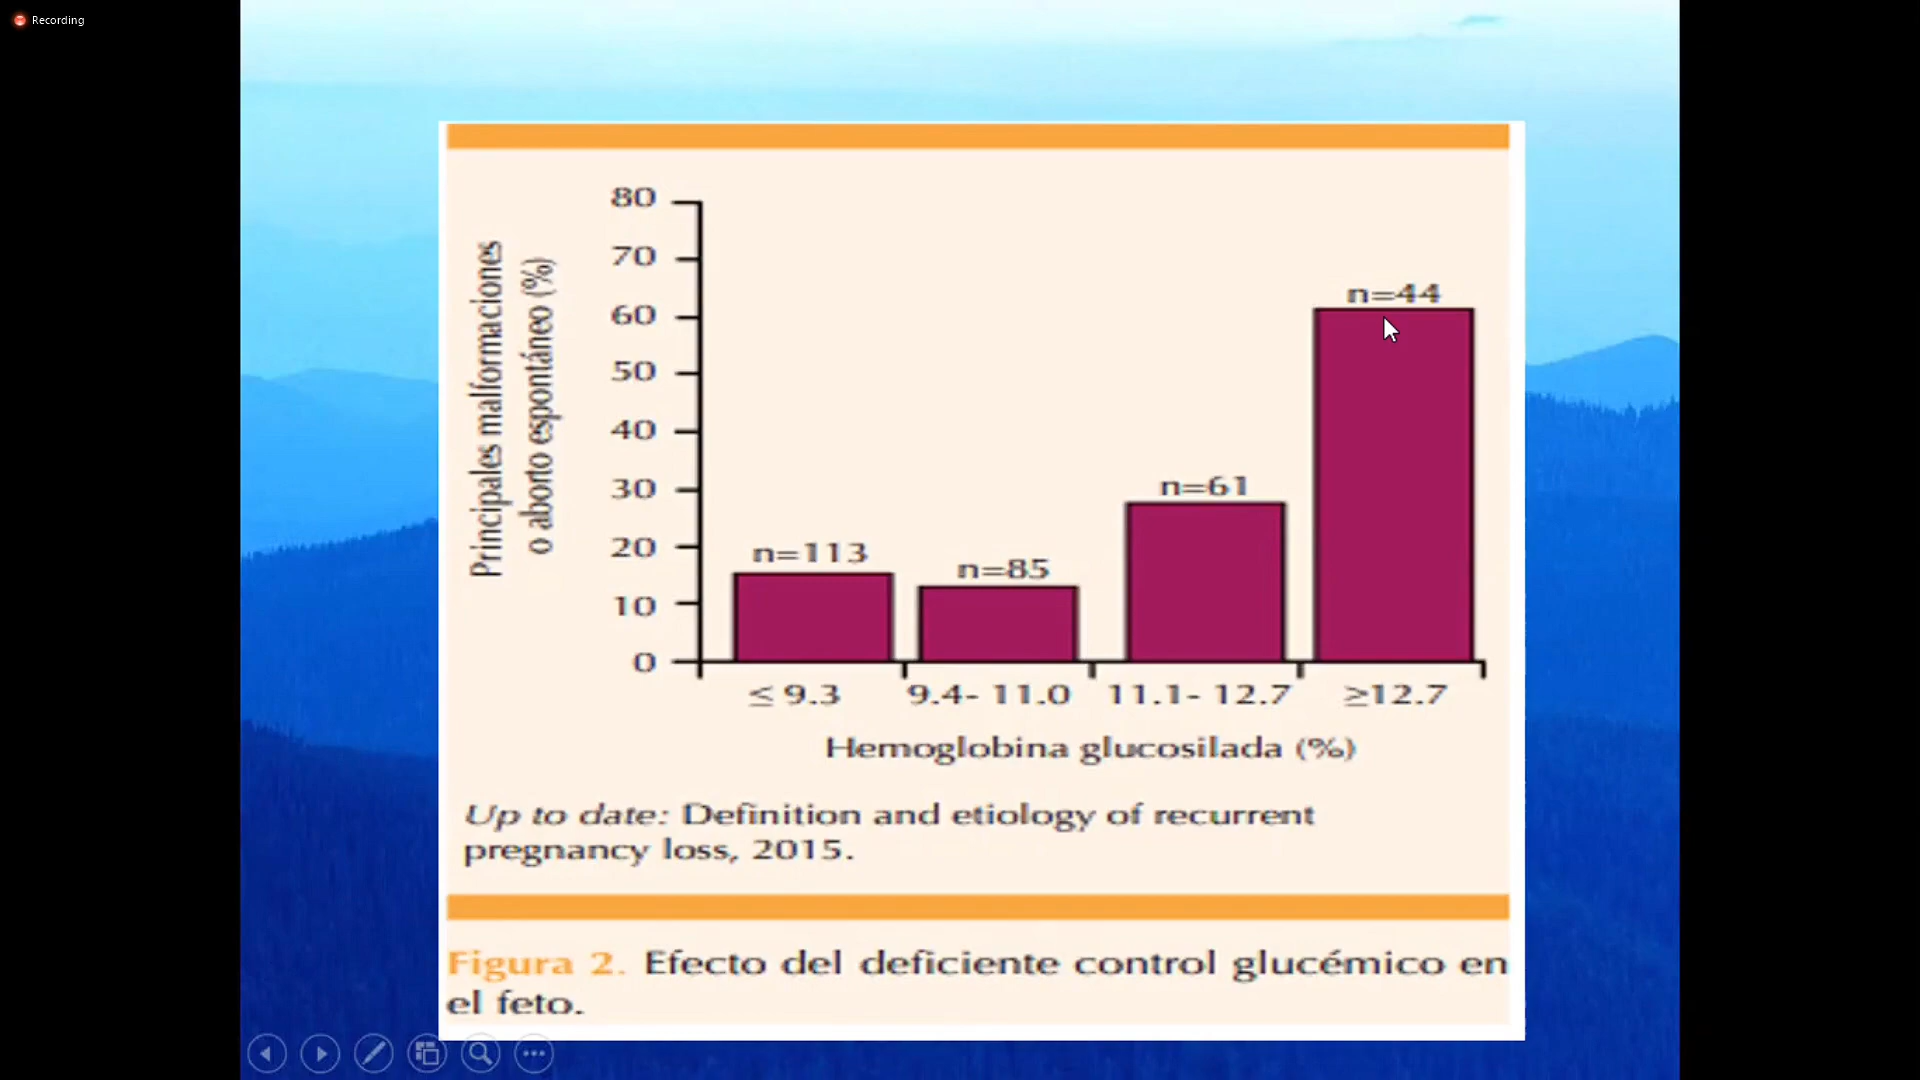 Recording
80
70
60
50
40
30
20
10
0
Principales malformaciones
o aborto espontáneo (%)
n=113
n=85
n=61
n=44
≤ 9.3
9.4- 11.0
11.1- 12.7
≥12.7
Hemoglobina glucosilada (%)
Up to date: Definition and etiology of recurrent
pregnancy loss, 2015.
Figura 2. Efecto del deficiente control glucémico en
el feto.